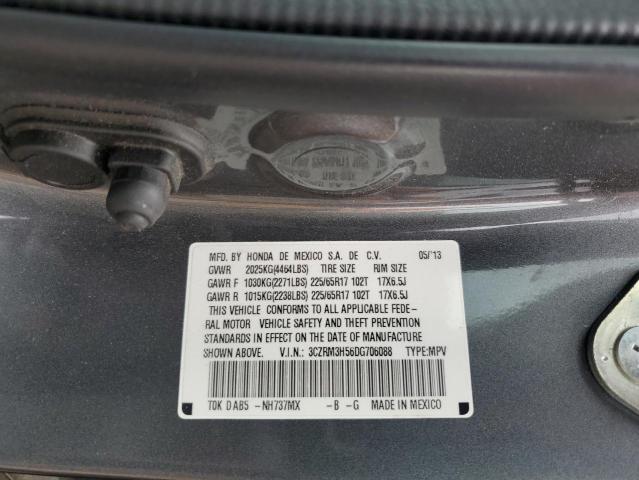 MFD. BY HONDA DE MEXICO S.A. DE C.V. 05/'13
GVWR 2025KG(4464LBS) TIRE SIZE RIM SIZE
GAWR F 1030KG(2271LBS) 225/65R17 102T 17X6.5J
GAWR R 1015KG(2238LBS) 225/65R17 102T 17X6.5J
THIS VEHICLE CONFORMS TO ALL APPLICABLE FEDE-
RAL MOTOR VEHICLE SAFETY AND THEFT PREVENTION
STANDARDS IN EFFECT ON THE DATE OF MANUFACTURE
SHOWN ABOVE. V.I.N.: 3CZRM3H56DG706088 TYPE:MPV
TDK DAB5 -NH737MX -B -G MADE IN MEXICO